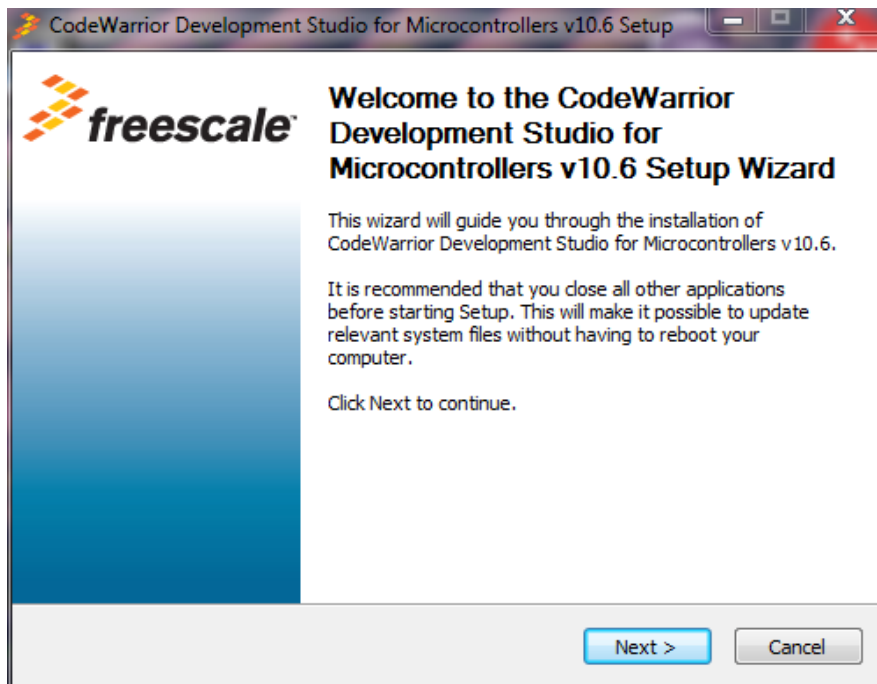 CodeWarrior Development Studio for Microcontrollers v10.6 Setup
freescale™
Welcome to the CodeWarrior
Development Studio for
Microcontrollers v10.6 Setup Wizard
This wizard will guide you through the installation of
CodeWarrior Development Studio for Microcontrollers v10.6.
It is recommended that you close all other applications
before starting Setup. This will make it possible to update
relevant system files without having to reboot your
computer.
Click Next to continue.
Next >
Cancel